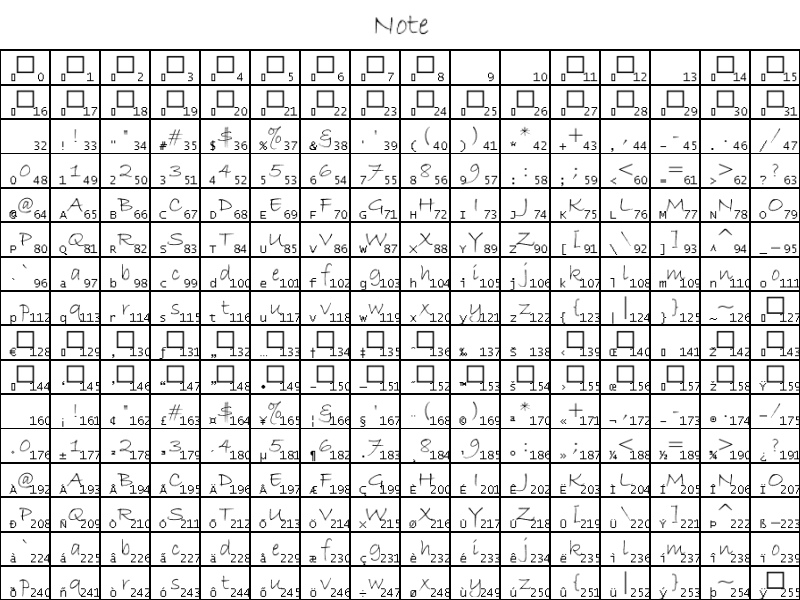 Note
0 1 2 3 4 5 6 7 8 9 10 11 12 13 14 15
16 17 18 19 20 21 22 23 24 25 26 27 28 29 30 31
32 ! ! 33 " " 34 # # 35 $ $ 36 % % 37 & & 38 ' ' 39 ( ( 40 ) ) 41 * * 42 + + 43 , , 44 - - 45 . . 46 / / 47
0 0 48 1 1 49 2 2 50 3 3 51 4 4 52 5 5 53 6 6 54 7 7 55 8 8 56 9 9 57 : : 58 ; ; 59 < < 60 = = 61 > > 62 ? ? 63
@ @ 64 A A 65 B B 66 C C 67 D D 68 E E 69 F F 70 G G 71 H H 72 I I 73 J J 74 K K 75 L L 76 M M 77 N N 78 O O 79
P P 80 Q Q 81 R R 82 S S 83 T T 84 U U 85 V V 86 W W 87 X X 88 Y Y 89 Z Z 90 [ [ 91 \ \ 92 ] ] 93 ^ ^ 94 _ _ 95
` ` 96 a a 97 b b 98 c c 99 d d 100 e e 101 f f 102 g g 103 h h 104 i i 105 j j 106 k k 107 l l 108 m m 109 n n 110 o o 111
p p 112 q q 113 r r 114 s s 115 t t 116 u u 117 v v 118 w w 119 x x 120 y y 121 z z 122 { { 123 | | 124 } } 125 ~ ~ 126 127
€ 128 129 ‚ 130 ƒ 131 „ 132 … 133 † 134 ‡ 135 ˆ 136 ‰ 137 Š 138 ‹ 139 Œ 140 141 Ž 142 143
144 ‘ 145 ’ 146 “ 147 ” 148 • 149 – 150 — 151 ˜ 152 ™ 153 š 154 › 155 œ 156 157 ž 158 Ÿ 159
160 ¡ ! 161 ¢ " 162 £ # 163 ¤ $ 164 ¥ % 165 ¦ & 166 § ' 167 ¨ ( 168 © ) 169 ª * 170 « + 171 ¬ , 172 - 173 ® . 174 ¯ / 175
° 0 176 ± 1 177 ² 2 178 ³ 3 179 ´ 4 180 µ 5 181 ¶ 6 182 · 7 183 ¸ 8 184 ¹ 9 185 º : 186 » ; 187 ¼ < 188 ½ = 189 ¾ > 190 ¿ ? 191
À @ 192 Á A 193 Â B 194 Ã C 195 Ä D 196 Å E 197 Æ F 198 Ç G 199 È H 200 É I 201 Ê J 202 Ë K 203 Ì L 204 Í M 205 Î N 206 Ï O 207
Ð P 208 Ñ Q 209 Ò R 210 Ó S 211 Ô T 212 Õ U 213 Ö V 214 × W 215 Ø X 216 Ù Y 217 Ú Z 218 Û [ 219 Ü \ 220 Ý ] 221 Þ ^ 222 ß _ 223
à ` 224 á a 225 â b 226 ã c 227 ä d 228 å e 229 æ f 230 ç g 231 è h 232 é i 233 ê j 234 ë k 235 ì l 236 í m 237 î n 238 ï o 239
ð p 240 ñ q 241 ò r 242 ó s 243 ô t 244 õ u 245 ö v 246 ÷ w 247 ø x 248 ù y 249 ú z 250 û { 251 ü | 252 ý } 253 þ ~ 254 ÿ 255